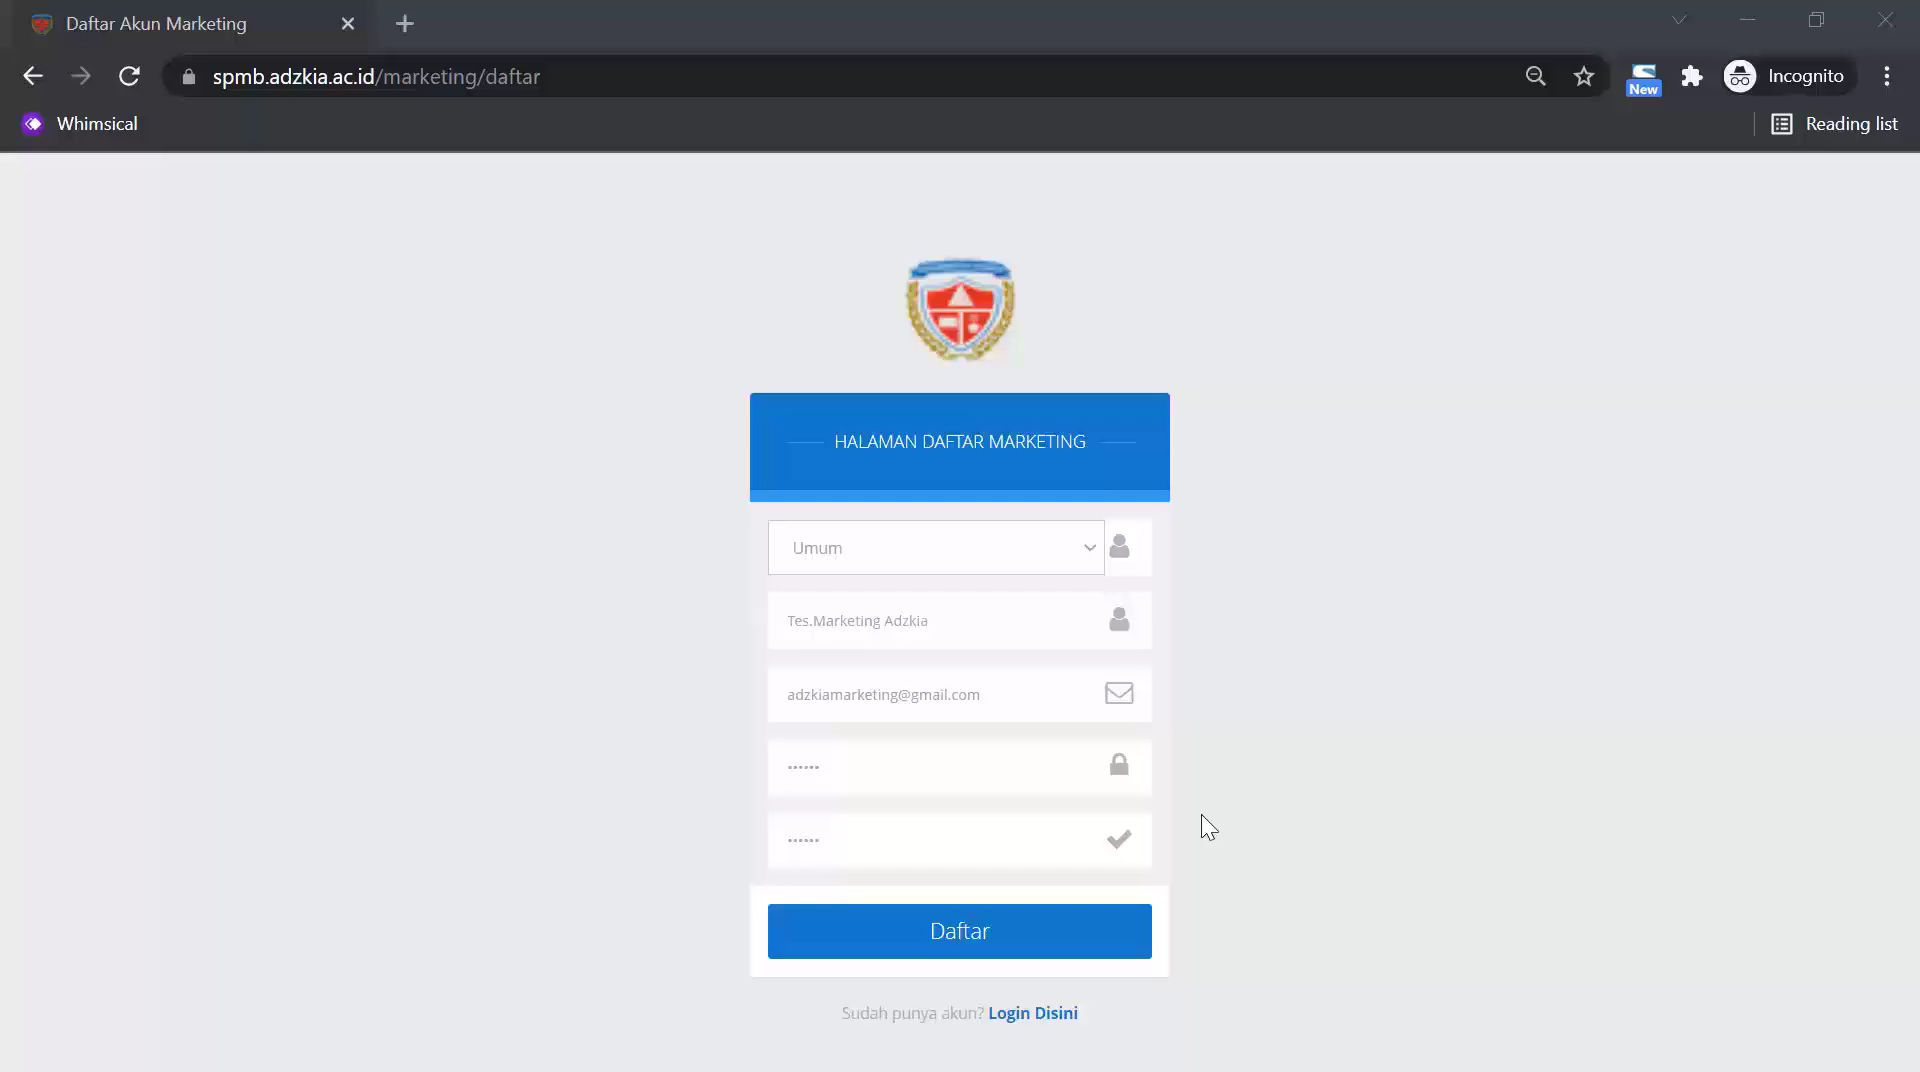 Daftar Akun Marketing
spmb.adzkia.ac.id/marketing/daftar
New
Incognito
Whimsical
Reading list
HALAMAN DAFTAR MARKETING
Umum
Tes.Marketing Adzkia
adzkiamarketing@gmail.com
••••••
••••••
Daftar
Sudah punya akun? Login Disini